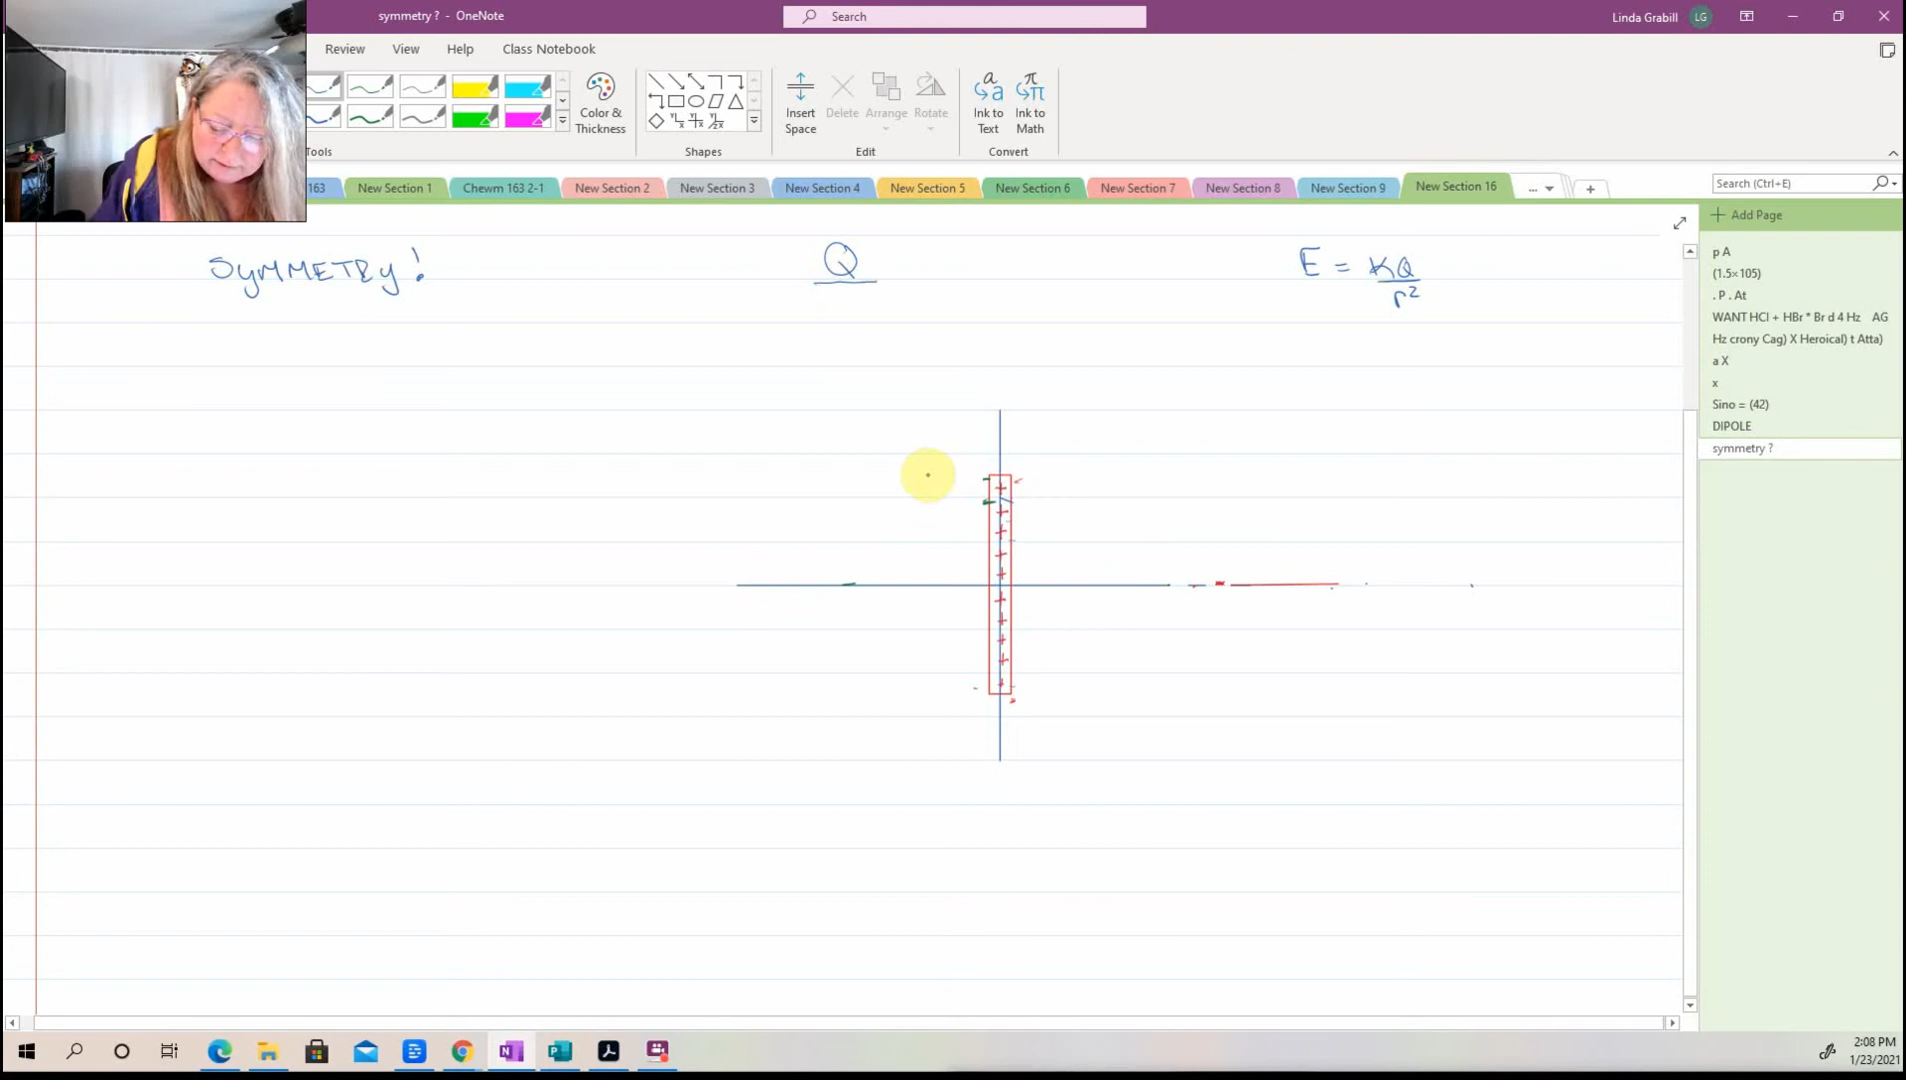 symmetry ? - OneNote
Search
Linda Grabill LG
Review View Help Class Notebook
Color & Thickness
Insert Space
Delete Arrange Rotate
Ink to Text
Ink to Math
Tools
Shapes
Edit
Convert
163 New Section 1 Chewm 163 2-1 New Section 2 New Section 3 New Section 4 New Section 5 New Section 6 New Section 7 New Section 8 New Section 9 New Section 16 ...
Search (Ctrl+E)
Add Page
p A
(1.5×105)
. P . At
WANT HCl + HBr * Br d 4 Hz AG
Hz crony Cag) X Heroical) t Atta)
a X
x
Sino = (42)
DIPOLE
symmetry ?
SYMMETRY!
Q
E = KQ/r²
+
+
+
+
+
+
+
+
+
+
2:08 PM
1/23/2021